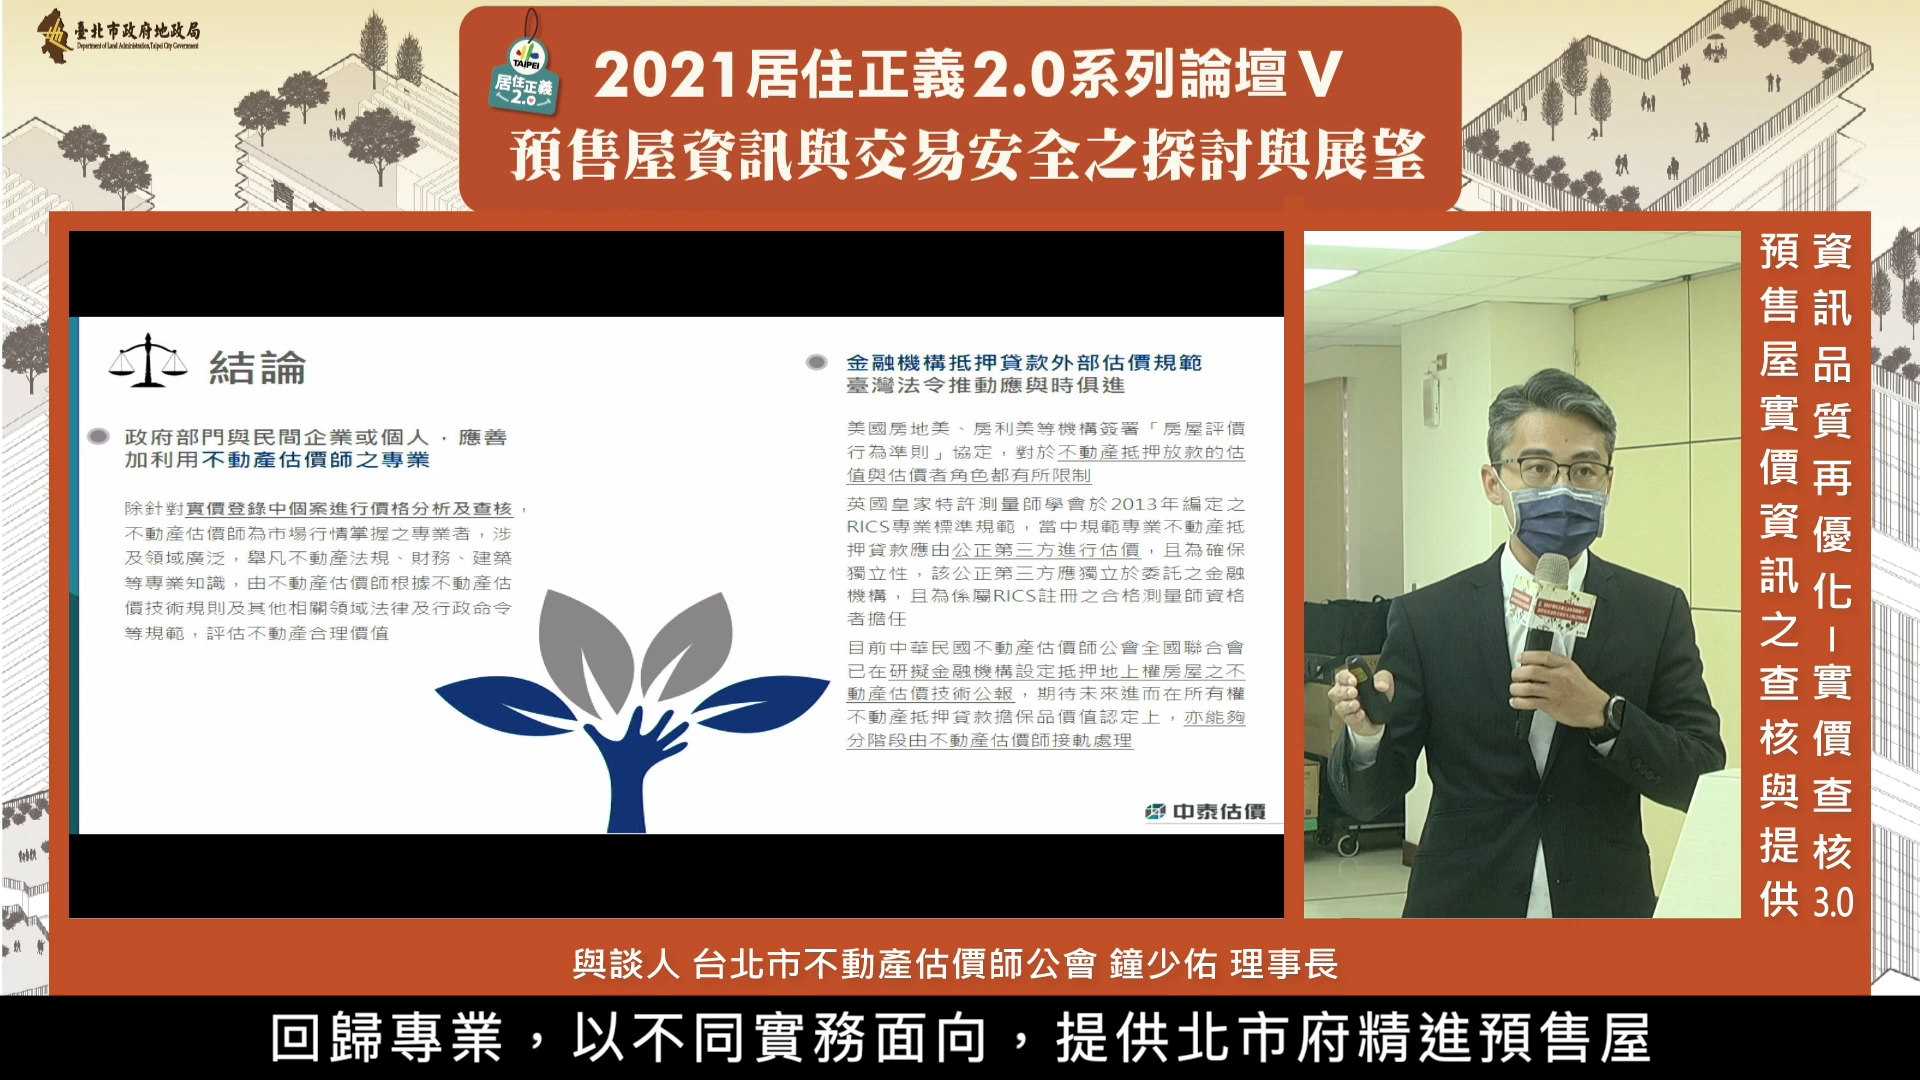 臺北市政府地政局
Department of Land Administration, Taipei City Government
TAIPEI
居住正義
2.0
2021居住正義2.0系列論壇 V
預售屋資訊與交易安全之探討與展望
結論
政府部門與民間企業或個人，應善
加利用不動產估價師之專業
除針對實價登錄中個案進行價格分析及查核，
不動產估價師為市場行情掌握之專業者，涉
及領域廣泛，舉凡不動產法規、財務、建築
等專業知識，由不動產估價師根據不動產估
價技術規則及其他相關領域法律及行政命令
等規範，評估不動產合理價值
金融機構抵押貸款外部估價規範
臺灣法令推動應與時俱進
美國房地美、房利美等機構簽署「房屋評價
行為準則」協定，對於不動產抵押放款的估
值與估價者角色都有所限制
英國皇家特許測量師學會於2013年編定之
RICS專業標準規範，當中規範專業不動產抵
押貸款應由公正第三方進行估價，且為確保
獨立性，該公正第三方應獨立於委託之金融
機構，且為係屬RICS註冊之合格測量師資格
者擔任
目前中華民國不動產估價師公會全國聯合會
已在研擬金融機構設定抵押地上權房屋之不
動產估價技術公報，期待未來進而在所有權
不動產抵押貸款擔保品價值認定上，亦能夠
分階段由不動產估價師接軌處理
中泰估價
資訊品質再優化–實價查核3.0
預售屋實價資訊之查核與提供
與談人 台北市不動產估價師公會 鐘少佑 理事長
回歸專業，以不同實務面向，提供北市府精進預售屋